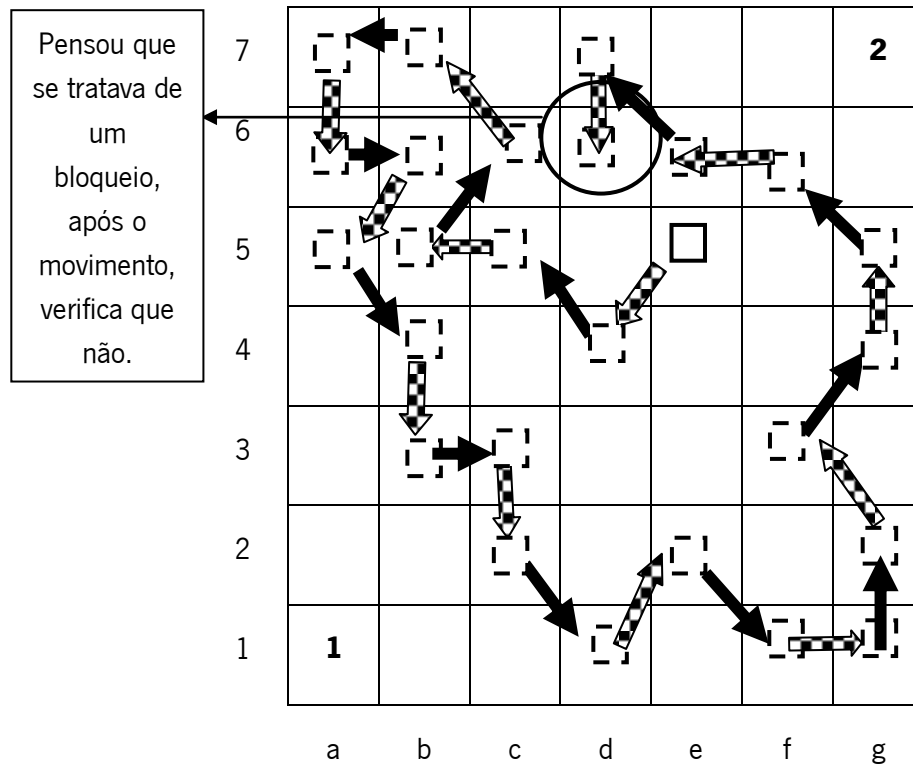 Pensou que
se tratava de
um
bloqueio,
após o
movimento,
verifica que
não.
7
2
6
5
4
3
2
1
1
a b c d e f g